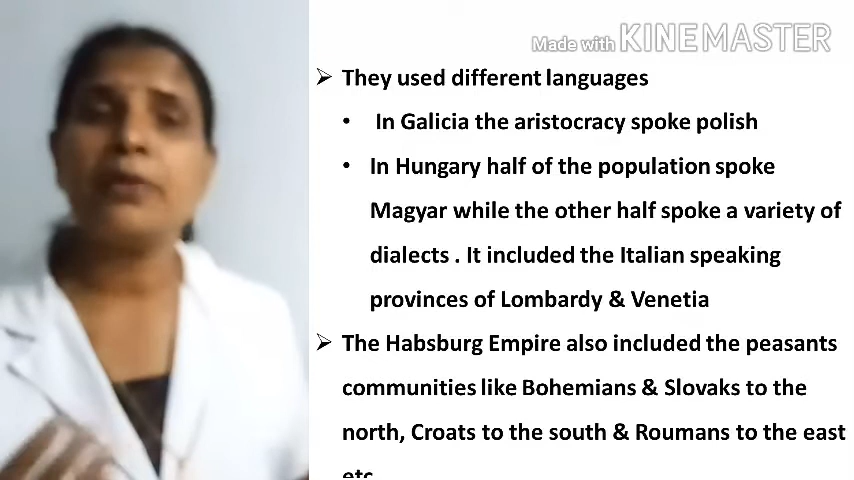 Made with KINEMASTER
➢ They used different languages
• In Galicia the aristocracy spoke polish
• In Hungary half of the population spoke
Magyar while the other half spoke a variety of
dialects . It included the Italian speaking
provinces of Lombardy & Venetia
➢ The Habsburg Empire also included the peasants
communities like Bohemians & Slovaks to the
north, Croats to the south & Roumans to the east
etc